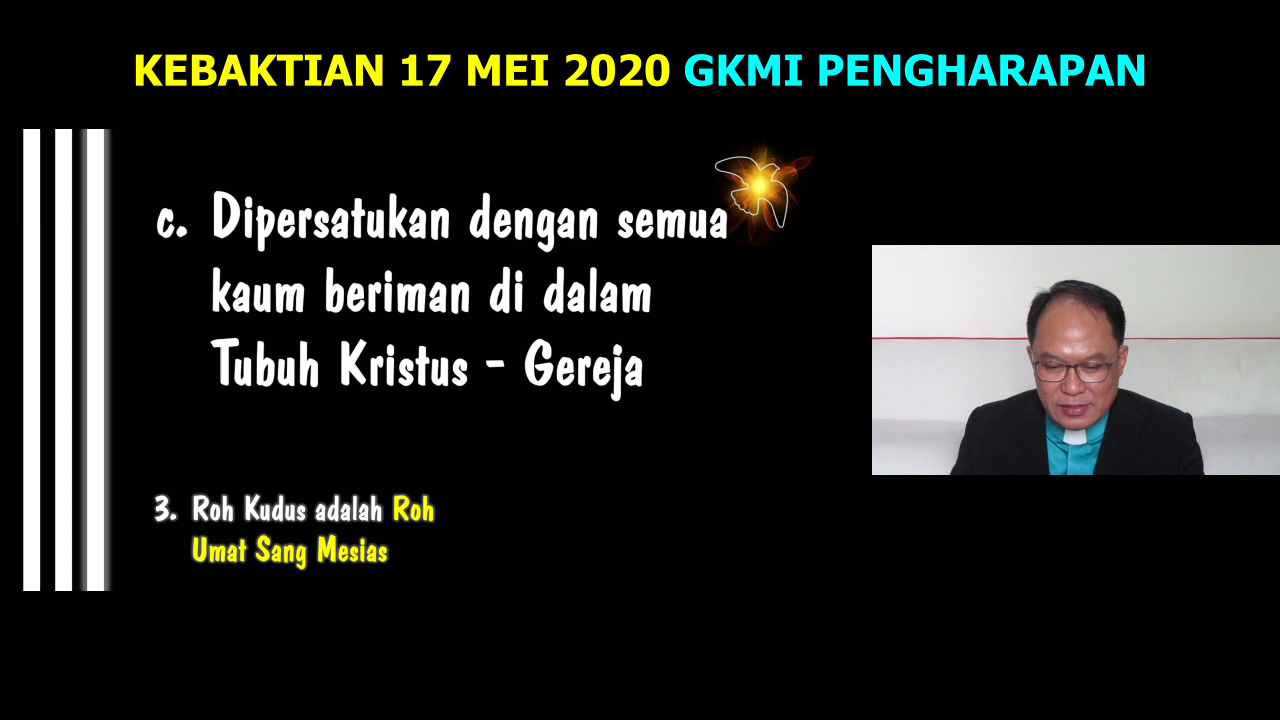 KEBAKTIAN 17 MEI 2020 GKMI PENGHARAPAN
c. Dipersatukan dengan semua
kaum beriman di dalam
Tubuh Kristus - Gereja
3. Roh Kudus adalah Roh
Umat Sang Mesias